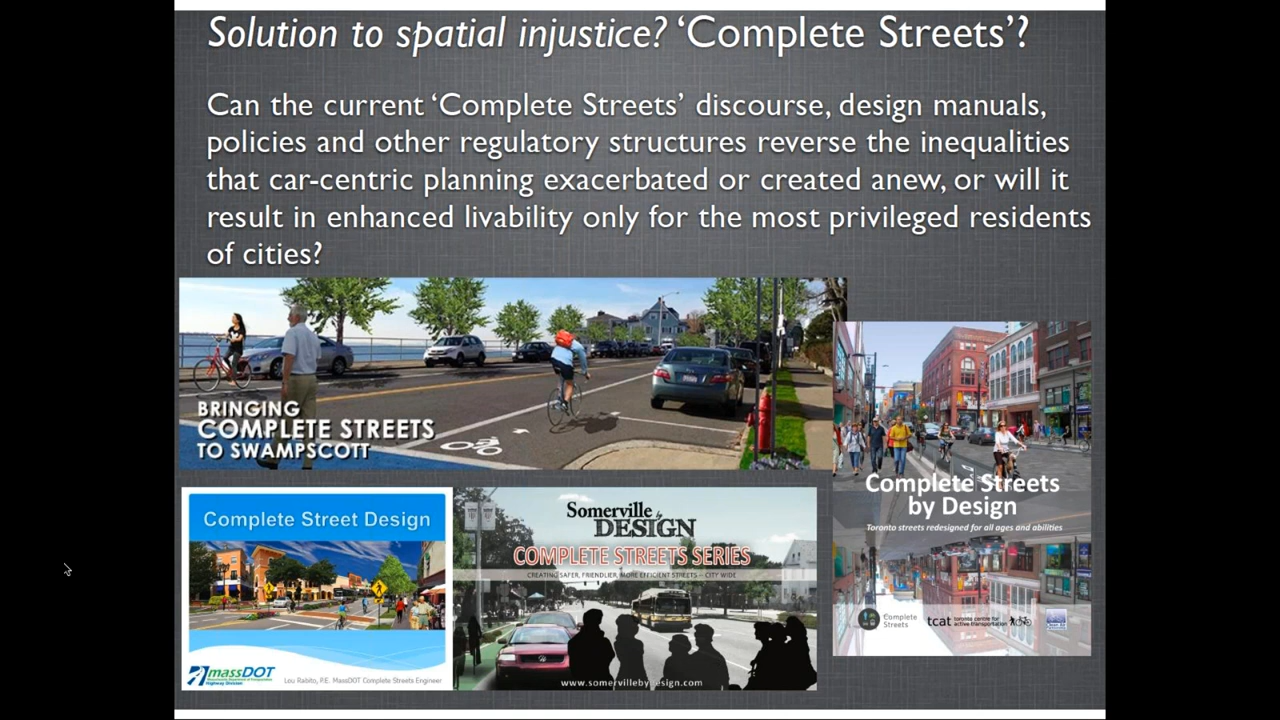 Solution to spatial injustice? ‘Complete Streets’?
Can the current ‘Complete Streets’ discourse, design manuals,
policies and other regulatory structures reverse the inequalities
that car-centric planning exacerbated or created anew, or will it
result in enhanced livability only for the most privileged residents
of cities?
BRINGING
COMPLETE STREETS
TO SWAMPSCOTT
Complete Streets
by Design
Toronto streets redesigned for all ages and abilities
Complete
Streets
tcat toronto centre for
active transportation
Complete Street Design
massDOT
Highway Division
Lou Rabito, P.E. MassDOT Complete Streets Engineer
Somerville by
DESIGN
COMPLETE STREETS SERIES
CREATING SAFER, FRIENDLIER, MORE EFFICIENT STREETS – CITY WIDE
www.somervillebydesign.com